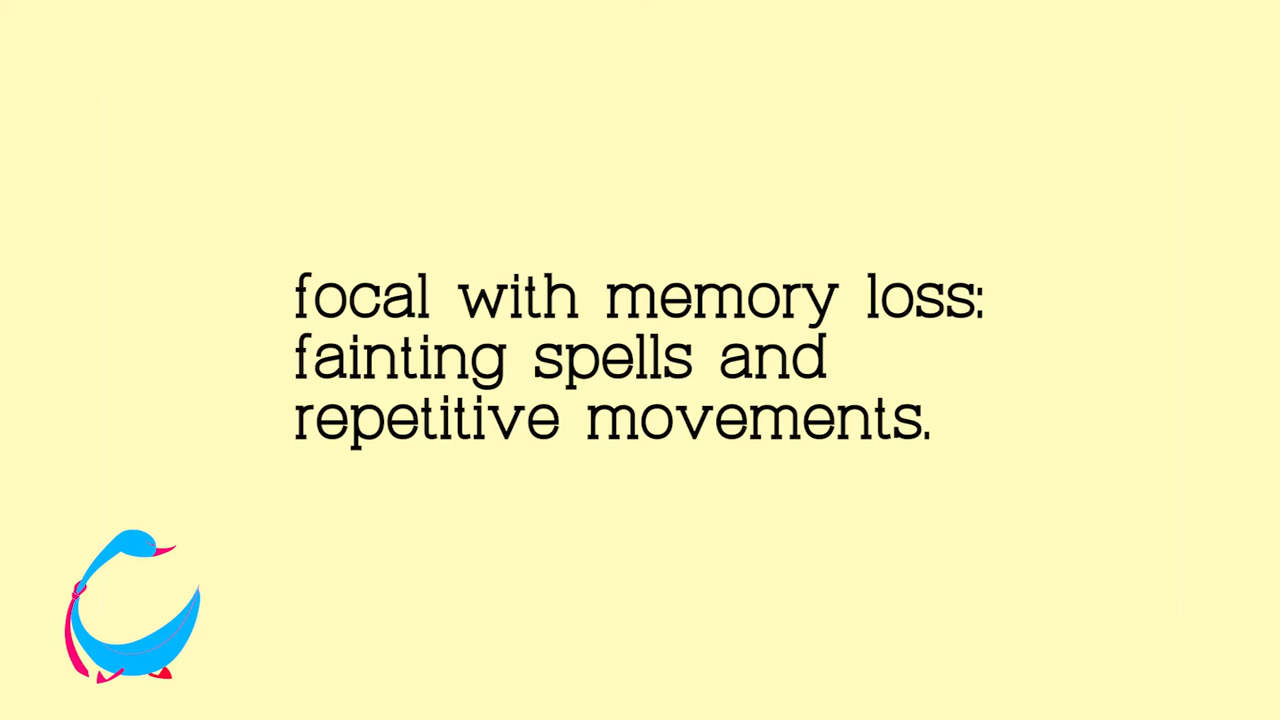 focal with memory loss:
fainting spells and
repetitive movements.